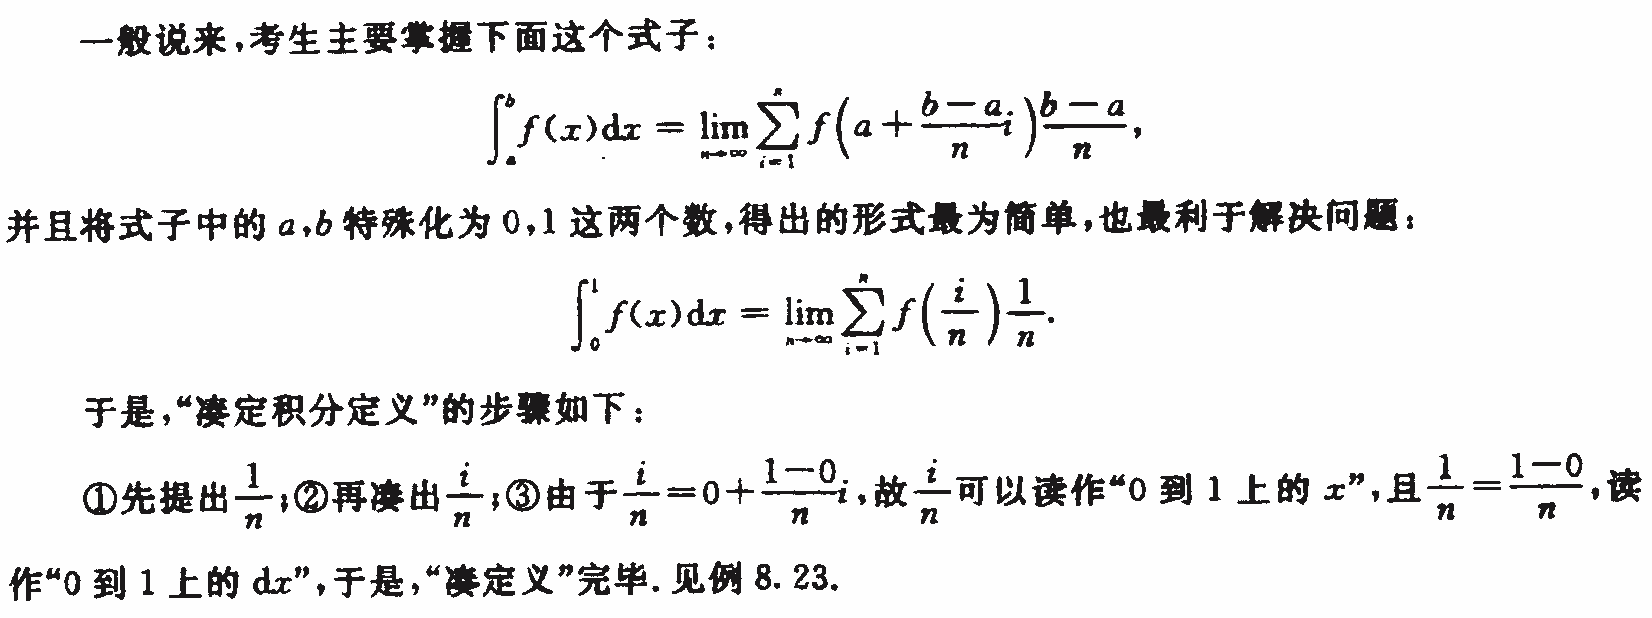 一般说来,考生主要掌握下面这个式子:
$$\int_a^b f(x)\mathrm{d}x = \lim_{n\to\infty}\sum_{i=1}^{n} f\left(a+\frac{b-a}{n}i\right)\frac{b-a}{n},$$
并且将式子中的 a,b 特殊化为 0,1 这两个数,得出的形式最为简单,也最利于解决问题:
$$\int_0^1 f(x)\mathrm{d}x = \lim_{n\to\infty}\sum_{i=1}^{n} f\left(\frac{i}{n}\right)\frac{1}{n}.$$
于是,“凑定积分定义”的步骤如下:
①先提出$\frac{1}{n}$;②再凑出$\frac{i}{n}$;③由于$\frac{i}{n}=0+\frac{1-0}{n}i$,故$\frac{i}{n}$可以读作“0 到 1 上的 x”,且$\frac{1}{n}=\frac{1-0}{n}$,读
作“0 到 1 上的 dx”,于是,“凑定义”完毕. 见例 8.23.